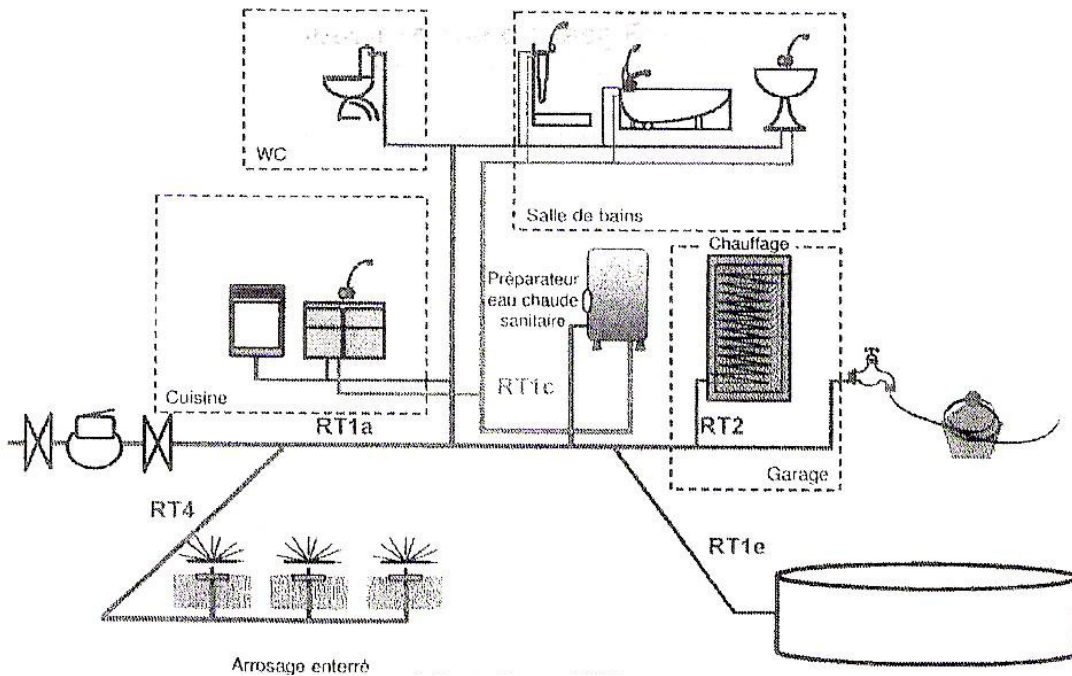 WC
Salle de bains
Chauffage
Préparateur
eau chaude
sanitaire
RT1c
Cuisine
RT1a
RT2
Garage
RT4
RT1e
Arrosage enterré